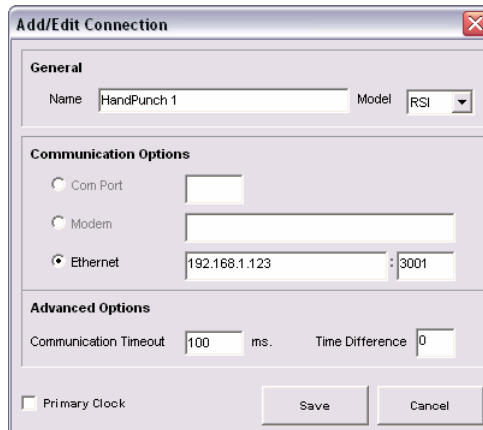 Add/Edit Connection
General
Name HandPunch 1 Model RSI
Communication Options
Com Port
Modem
Ethernet 192.168.1.123 : 3001
Advanced Options
Communication Timeout 100 ms. Time Difference 0
Primary Clock Save Cancel